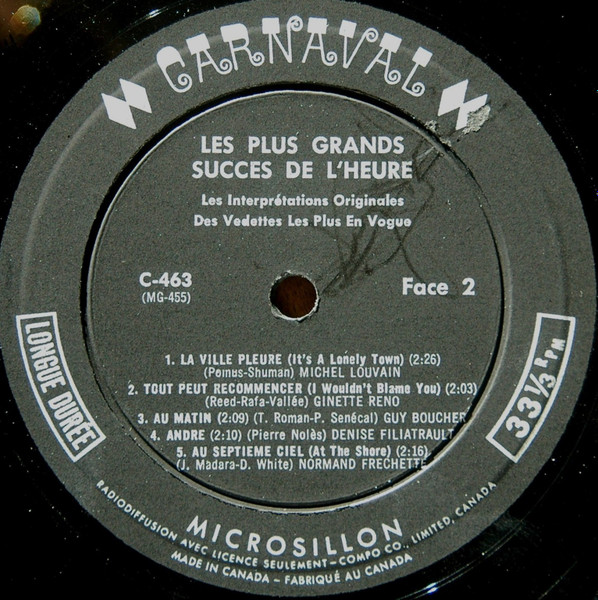 CARNAVAL
LES PLUS GRANDS
SUCCES DE L'HEURE
Les Interprétations Originales
Des Vedettes Les Plus En Vogue
C-463
(MG-455)
Face 2
LONGUE DURÉE
33 1/3 RPM
1. LA VILLE PLEURE (It's A Lonely Town) (2:26)
(Pomus-Shuman) MICHEL LOUVAIN
2. TOUT PEUT RECOMMENCER (I Wouldn't Blame You) (2:03)
(Reed-Rafa-Vallée) GINETTE RENO
3. AU MATIN (2:09) (T. Roman-P. Senécal) GUY BOUCHER
4. ANDRE (2:10) (Pierre Nolès) DENISE FILIATRAULT
5. AU SEPTIEME CIEL (At The Shore) (2:16)
(J. Madara-D. White) NORMAND FRECHETTE
MICROSILLON
RADIODIFFUSION AVEC LICENCE SEULEMENT-COMPO CO., LIMITED, CANADA
MADE IN CANADA - FABRIQUÉ AU CANADA